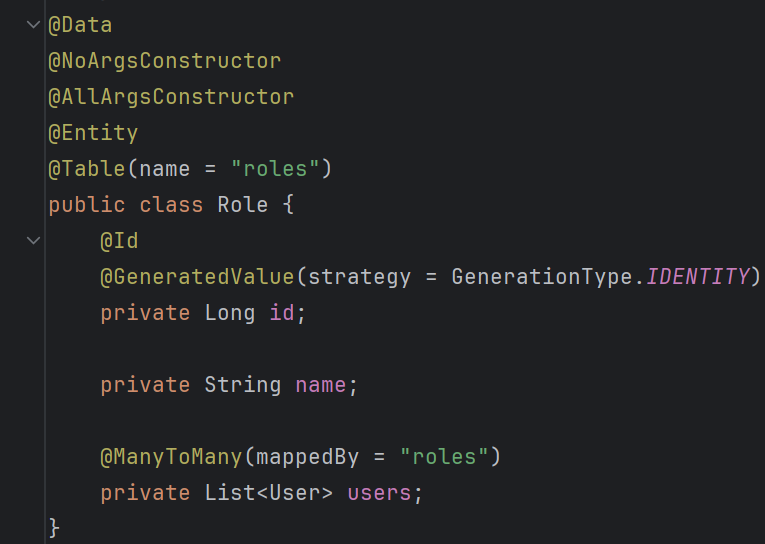 @Data
@NoArgsConstructor
@AllArgsConstructor
@Entity
@Table(name = "roles")
public class Role {
    @Id
    @GeneratedValue(strategy = GenerationType.IDENTITY)
    private Long id;

    private String name;

    @ManyToMany(mappedBy = "roles")
    private List<User> users;
}